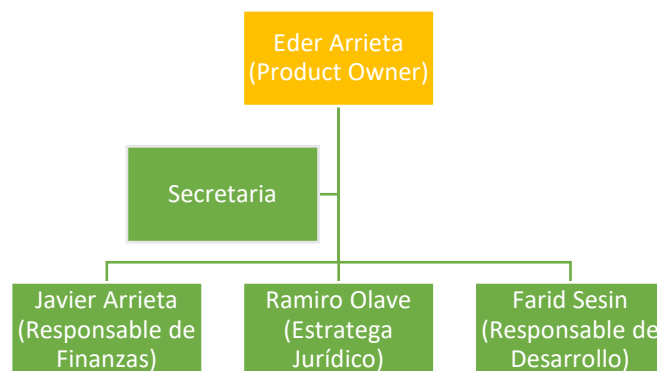 Eder Arrieta
(Product Owner)
Secretaria
Javier Arrieta
(Responsable de
Finanzas)
Ramiro Olave
(Estratega
Jurídico)
Farid Sesin
(Responsable de
Desarrollo)